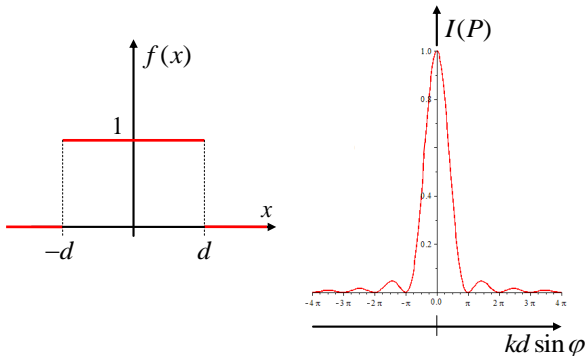 f(x)
1
x
−d
d
I(P)
1.0
0.8
0.6
0.4
0.2
−4 π
−3 π
−2 π
−π
0.0
π
2 π
3 π
4 π
kd sin φ